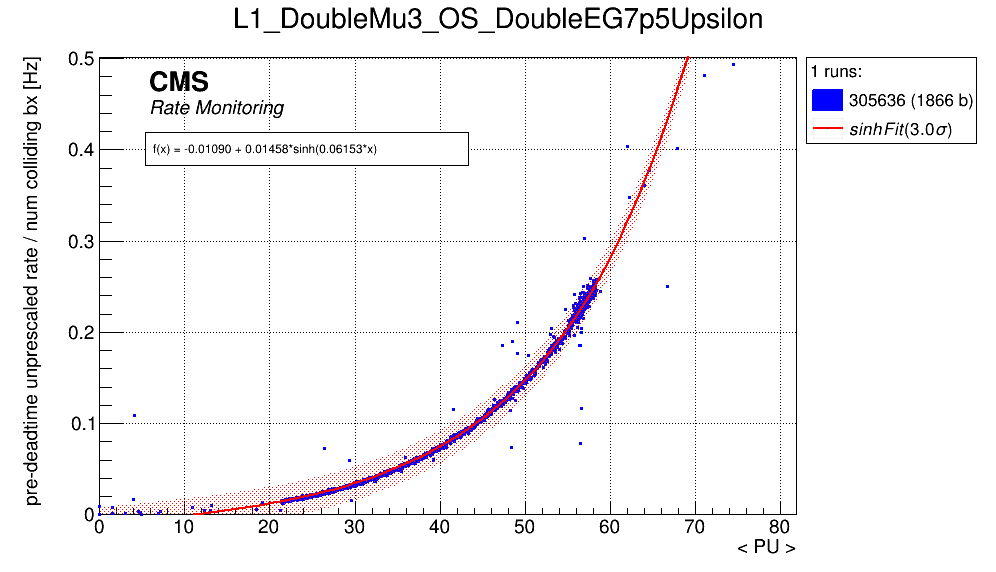 L1_DoubleMu3_OS_DoubleEG7p5Upsilon
pre-deadtime unprescaled rate / num colliding bx [Hz]
0.5
0.4
0.3
0.2
0.1
0
CMS
Rate Monitoring
f(x) = -0.01090 + 0.01458*sinh(0.06153*x)
0 10 20 30 40 50 60 70 80
< PU >
1 runs:
305636 (1866 b)
sinhFit(3.0σ)